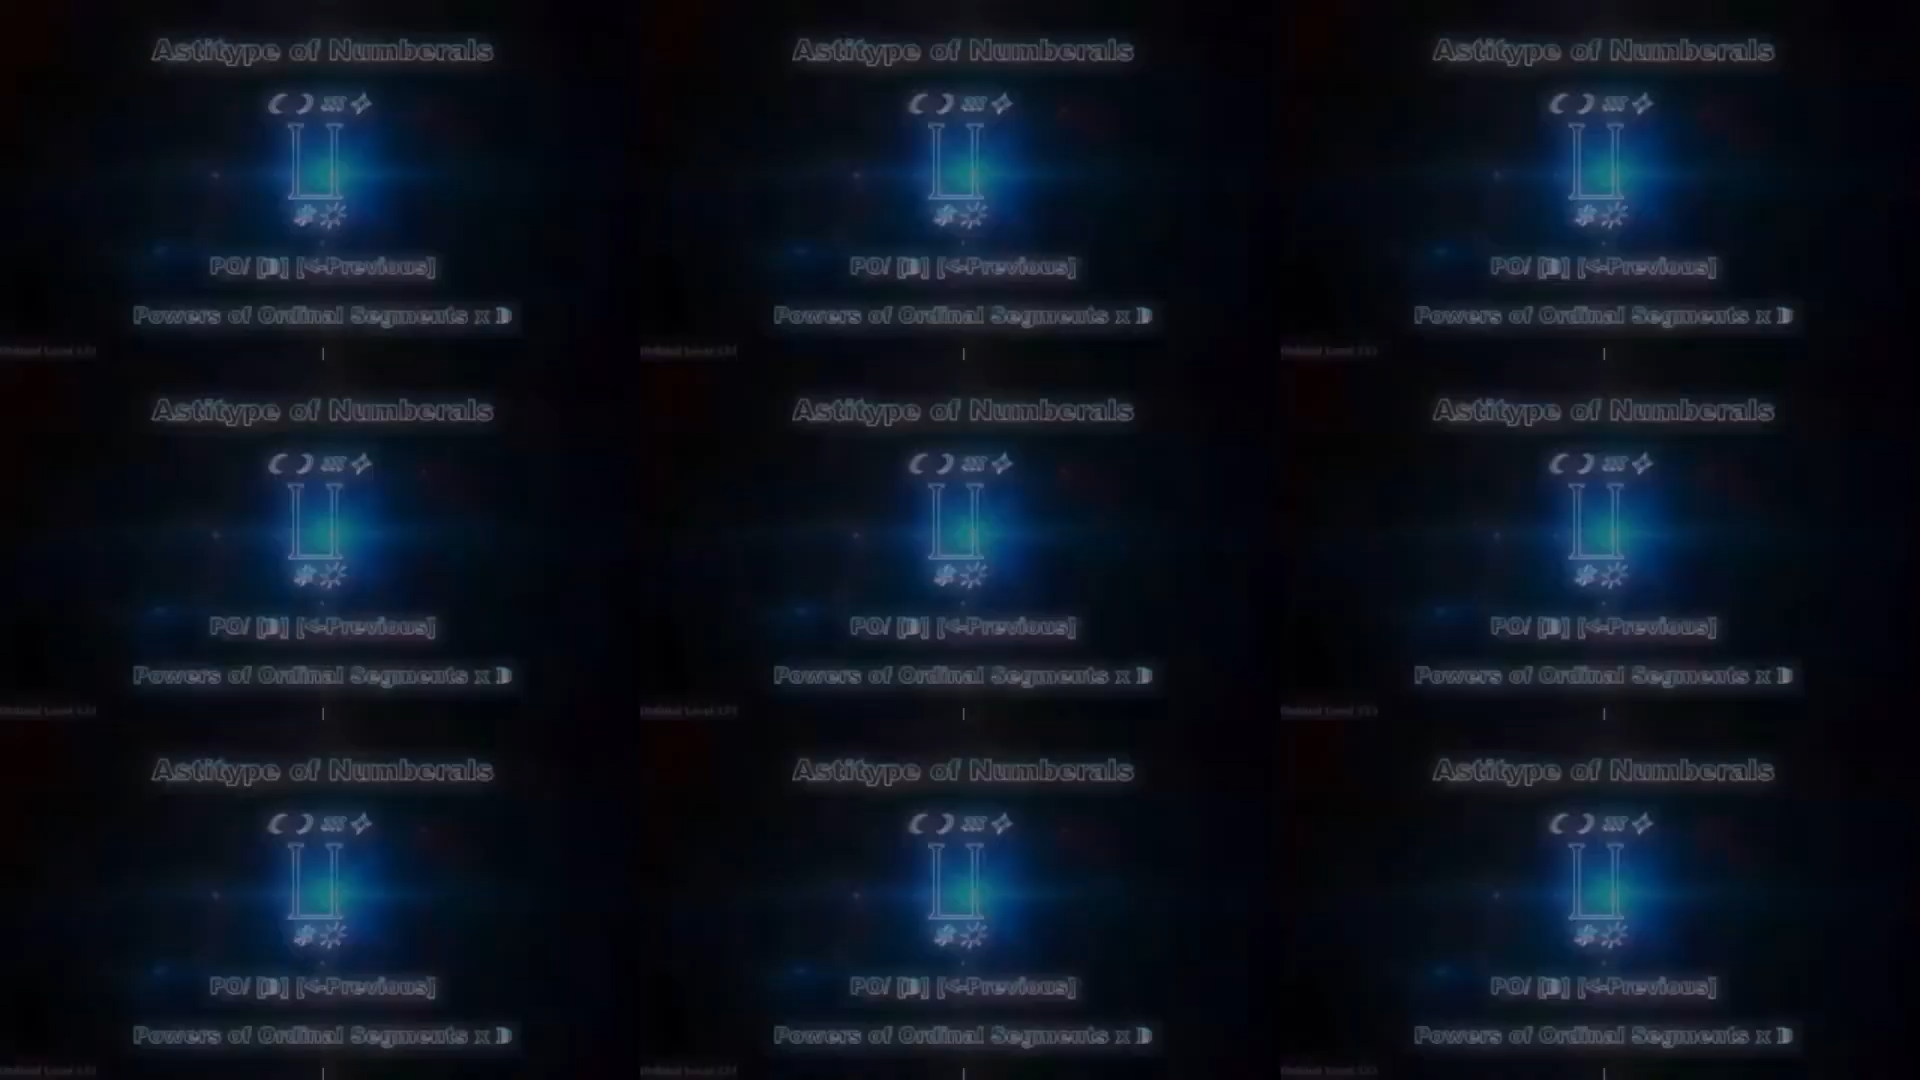 Astitype of Numberals Astitype of Numberals Astitype of Numberals
PO/ [<-Previous] PO/ [<-Previous] PO/ [<-Previous]
Powers of Ordinal Segments x Powers of Ordinal Segments x Powers of Ordinal Segments x
Astitype of Numberals Astitype of Numberals Astitype of Numberals
PO/ [<-Previous] PO/ [<-Previous] PO/ [<-Previous]
Powers of Ordinal Segments x Powers of Ordinal Segments x Powers of Ordinal Segments x
Astitype of Numberals Astitype of Numberals Astitype of Numberals
PO/ [<-Previous] PO/ [<-Previous] PO/ [<-Previous]
Powers of Ordinal Segments x Powers of Ordinal Segments x Powers of Ordinal Segments x